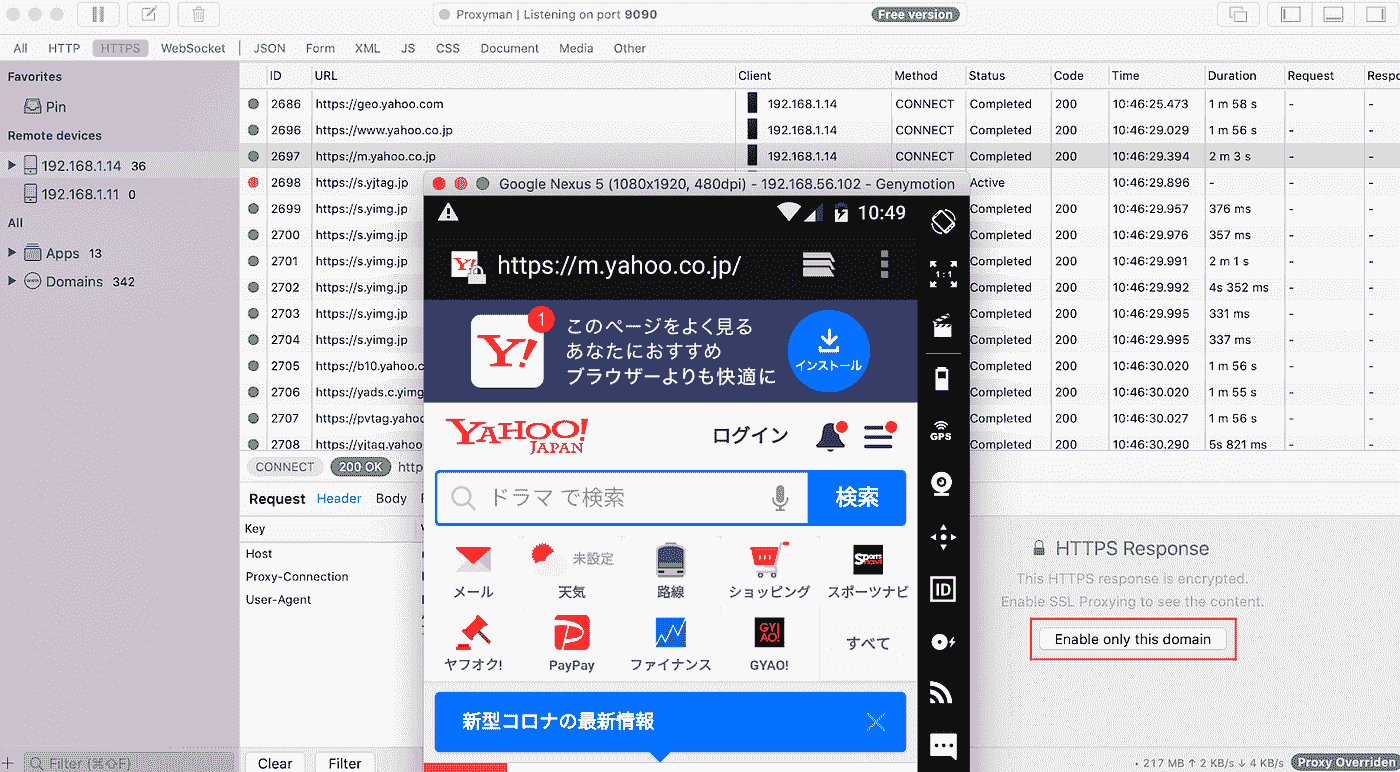 Proxyman | Listening on port 9090
Free version
All HTTP HTTPS WebSocket JSON Form XML JS CSS Document Media Other
Favorites
Pin
Remote devices
192.168.1.14 36
192.168.1.11 0
All
Apps 13
Domains 342
Filter (⌘⇧F)
ID URL Client Method Status Code Time Duration Request Respo
2686 https://geo.yahoo.com 192.168.1.14 CONNECT Completed 200 10:46:25.473 1 m 58 s - -
2696 https://www.yahoo.co.jp 192.168.1.14 CONNECT Completed 200 10:46:29.029 1 m 56 s - -
2697 https://m.yahoo.co.jp 192.168.1.14 CONNECT Completed 200 10:46:29.394 2 m 3 s - -
2698 https://s.yjtag.jp Active 10:46:29.896 - - -
2699 https://s.yimg.jp Completed 200 10:46:29.957 376 ms - -
2700 https://s.yimg.jp Completed 200 10:46:29.976 357 ms - -
2701 https://s.yimg.jp Completed 200 10:46:29.991 2 m 1 s - -
2702 https://s.yimg.jp Completed 200 10:46:29.992 4s 352 ms - -
2703 https://s.yimg.jp Completed 200 10:46:29.995 331 ms - -
2704 https://s.yimg.jp Completed 200 10:46:29.995 337 ms - -
2705 https://b10.yahoo.c Completed 200 10:46:30.020 1 m 56 s - -
2706 https://yads.c.yimg Completed 200 10:46:30.020 1 m 55 s - -
2707 https://pvtag.yahoo Completed 200 10:46:30.027 1 m 56 s - -
2708 https://yjtag.yahoo Completed 200 10:46:30.290 5s 821 ms - -
CONNECT 200 OK http
Request Header Body
Key
Host
Proxy-Connection
User-Agent
Clear Filter
Google Nexus 5 (1080x1920, 480dpi) - 192.168.56.102 - Genymotion
10:49
Y! https://m.yahoo.co.jp/
Y! 1
このページをよく見る
あなたにおすすめ
ブラウザーよりも快適に
インストール
YAHOO!
JAPAN
ログイン
ドラマ で検索
検索
未設定
Sports navi
メール 天気 路線 ショッピング スポーツナビ
GYAO!
すべて
ヤフオク! PayPay ファイナンス GYAO!
新型コロナの最新情報
1:1
GPS
ID
HTTPS Response
This HTTPS response is encrypted.
Enable SSL Proxying to see the content.
Enable only this domain
• 217 MB ↑ 2 KB/s ↓ 4 KB/s Proxy Overridden